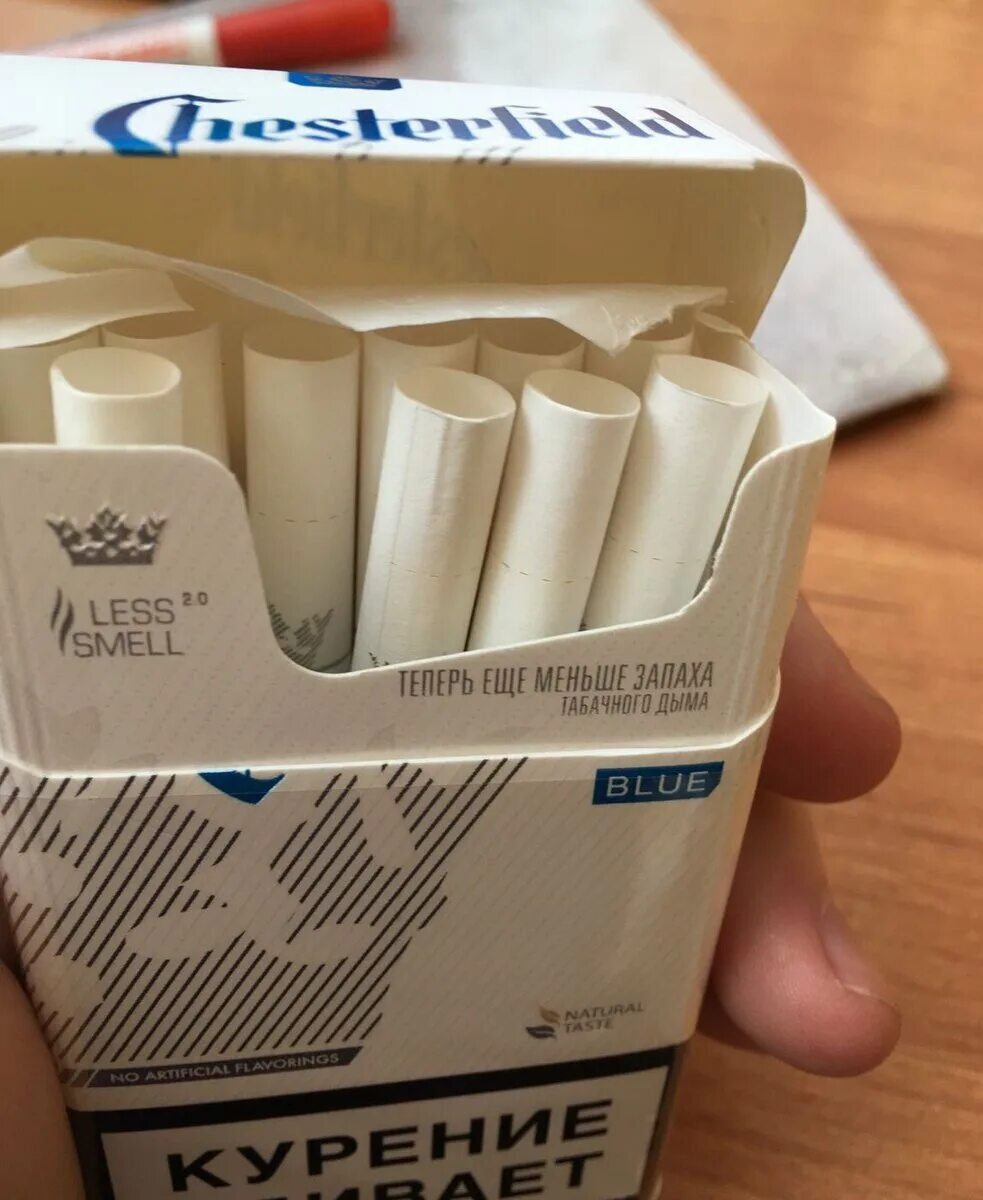 Chesterfield
LESS 2.0
SMELL
ТЕПЕРЬ ЕЩЕ МЕНЬШЕ ЗАПАХА
ТАБАЧНОГО ДЫМА
BLUE
NATURAL
TASTE
NO ARTIFICIAL FLAVORINGS
КУРЕНИЕ